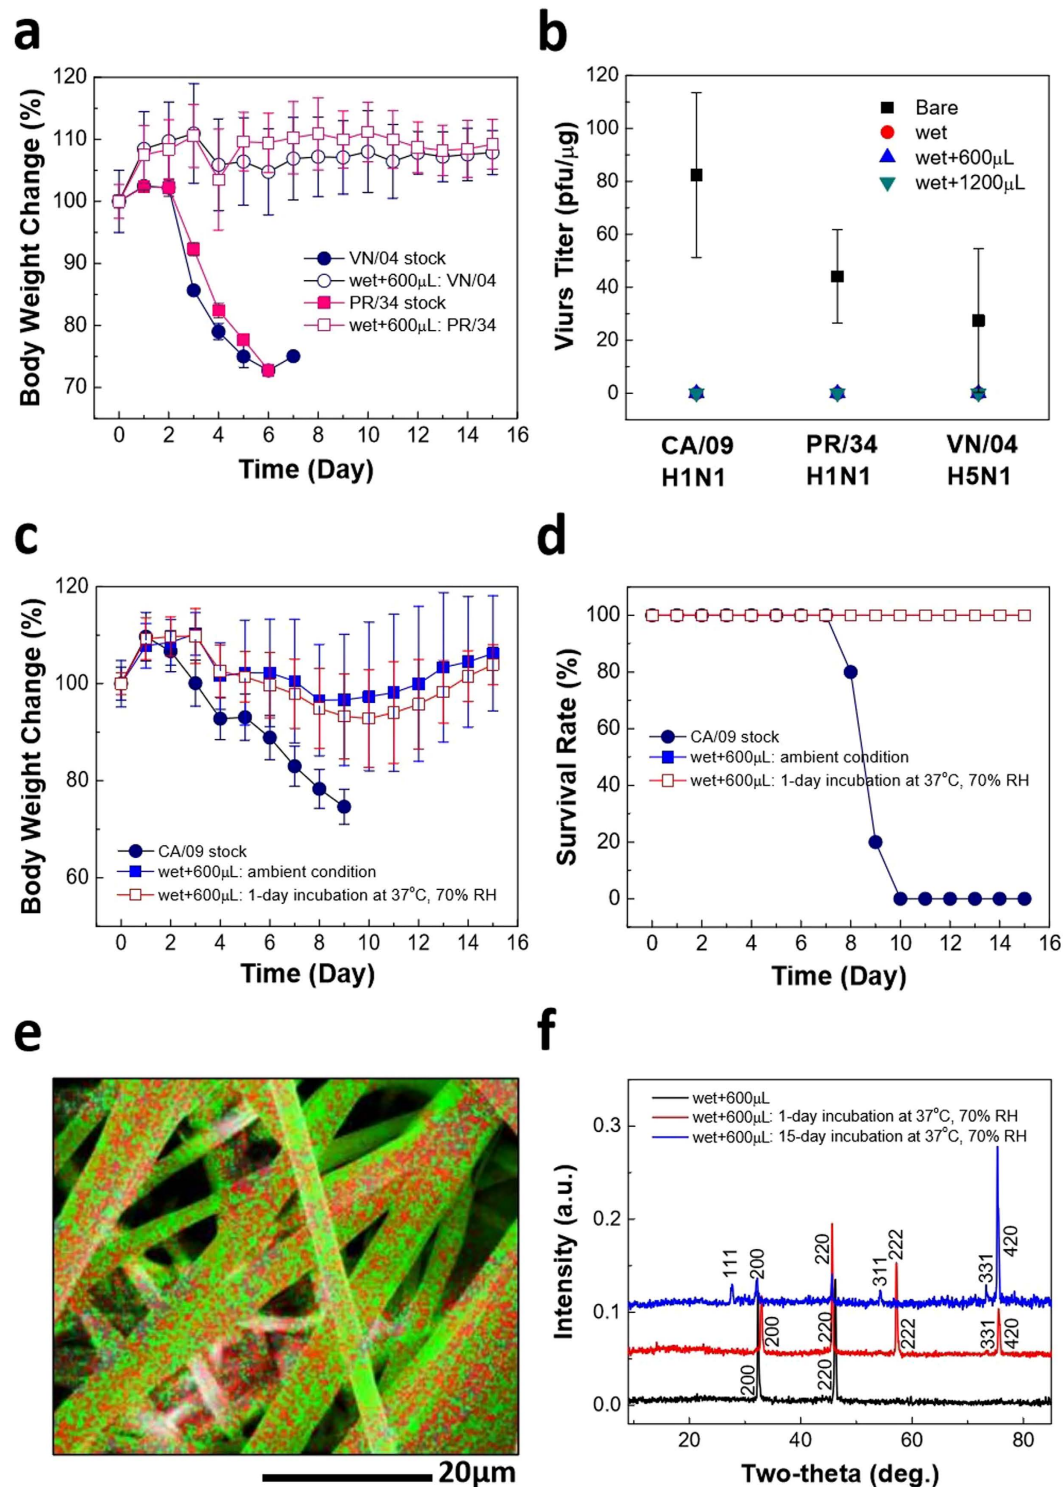 a
120
110
100
90
80
70
Body Weight Change (%)
VN/04 stock
wet+600μL: VN/04
PR/34 stock
wet+600μL: PR/34
0 2 4 6 8 10 12 14 16
Time (Day)
b
120
100
80
60
40
20
0
Viurs Titer (pfu/μg)
Bare
wet
wet+600μL
wet+1200μL
CA/09 PR/34 VN/04
H1N1 H1N1 H5N1
c
120
100
80
60
Body Weight Change (%)
CA/09 stock
wet+600μL: ambient condition
wet+600μL: 1-day incubation at 37°C, 70% RH
0 2 4 6 8 10 12 14 16
Time (Day)
d
100
80
60
40
20
0
Survival Rate (%)
CA/09 stock
wet+600μL: ambient condition
wet+600μL: 1-day incubation at 37°C, 70% RH
0 2 4 6 8 10 12 14 16
Time (Day)
e
20μm
f
0.3
0.2
0.1
0.0
Intensity (a.u.)
wet+600μL
wet+600μL: 1-day incubation at 37°C, 70% RH
wet+600μL: 15-day incubation at 37°C, 70% RH
111 200 220 311 222 331 420
200 220 222 331 420
200 220
20 40 60 80
Two-theta (deg.)